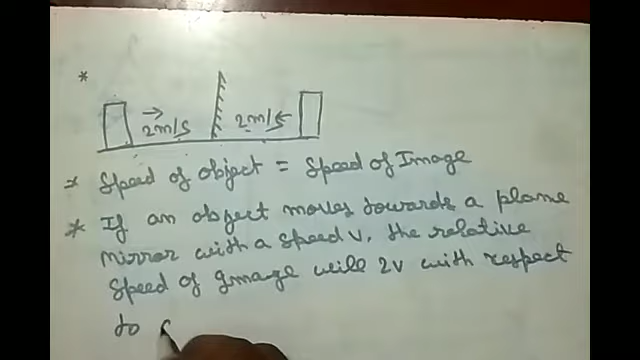 *
2m/s 2m/s
⇒ Speed of object = Speed of Image
* If an object moves towards a plane
mirror with a speed v, the relative
speed of image will 2v with respect
to